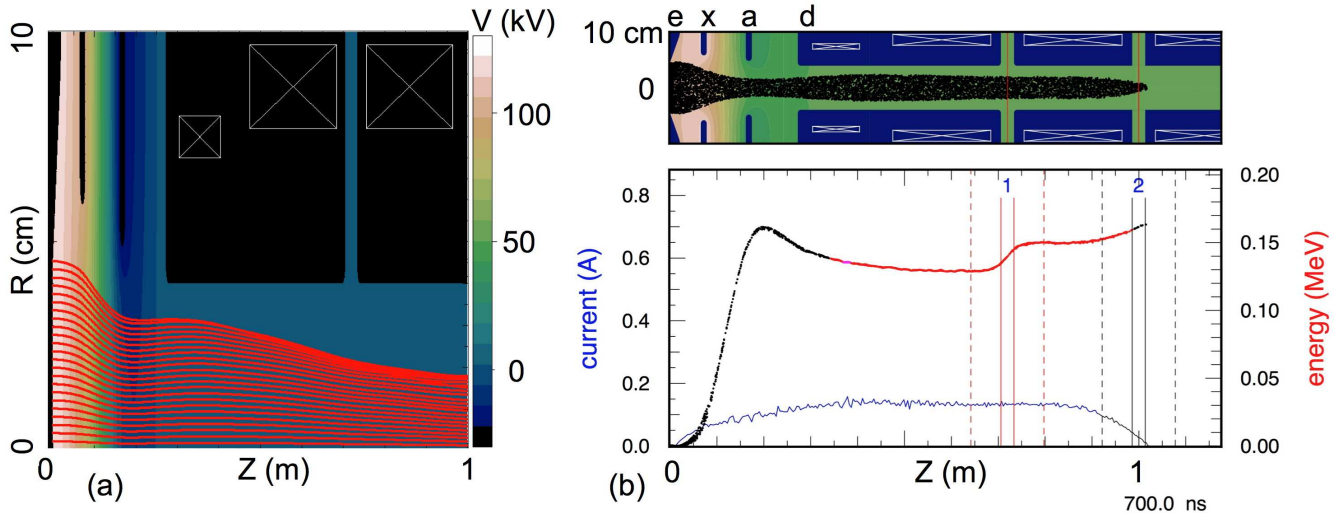 V (kV)
10
100
50
0
R (cm)
0
0
Z (m)
1
(a)
e x a d
10 cm
0
0.8
0.6
0.4
0.2
0.0
current (A)
1
2
0.20
0.15
0.10
0.05
0.00
energy (MeV)
0
Z (m)
1
(b)
700.0 ns